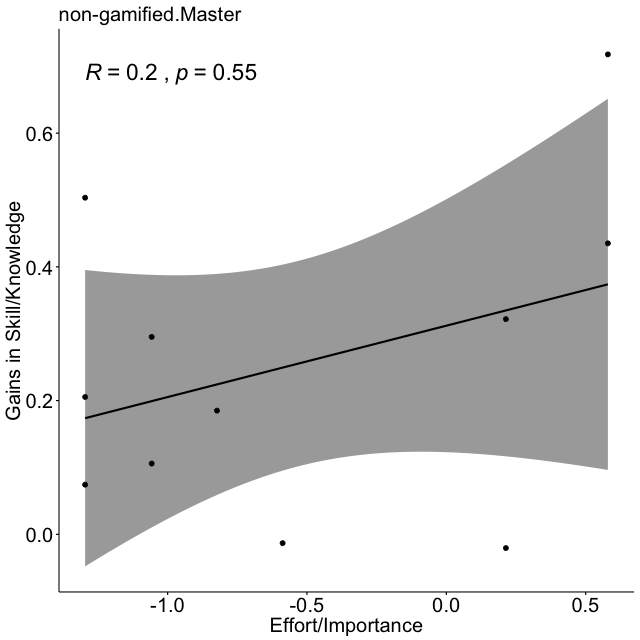 non-gamified.Master
R = 0.2 , p = 0.55
Gains in Skill/Knowledge
0.6
0.4
0.2
0.0
-1.0 -0.5 0.0 0.5
Effort/Importance